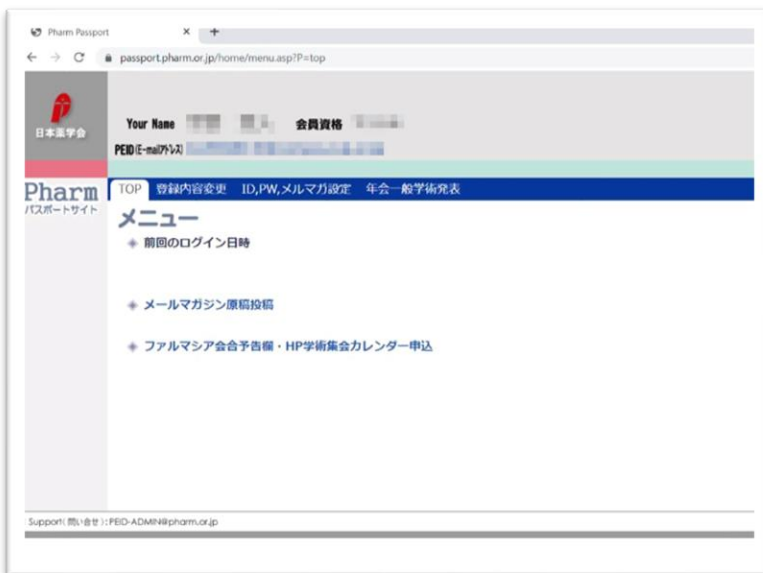 Pharm Passport
passport.pharm.or.jp/home/menu.asp?P=top
日本薬学会
Your Name 会員資格
PEID(E-mailアドレス)
Pharm
パスポートサイト
TOP 登録内容変更 ID,PW,メルマガ設定 年会一般学術発表
メニュー
前回のログイン日時
メールマガジン原稿投稿
ファルマシア会合予告欄・HP学術集会カレンダー申込
Support(問い合せ):PEID-ADMIN@pharm.or.jp